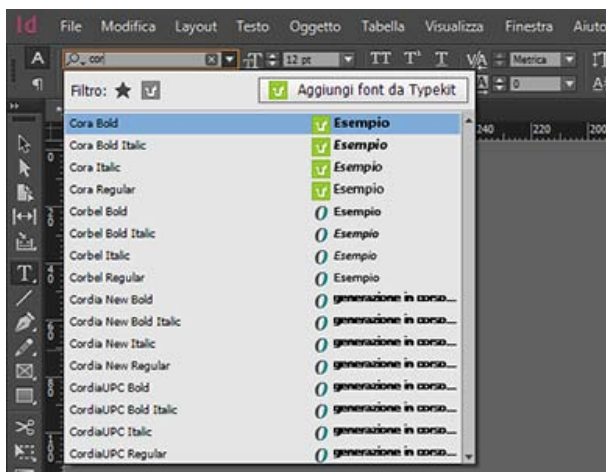 Id File Modifica Layout Testo Oggetto Tabella Visualizza Finestra Aiuto
A cor 12 pt TT T¹ T V/A Metrica
¶ Filtro: Aggiungi font da Typekit 0
Cora Bold Esempio 240 220 200
Cora Bold Italic Esempio
Cora Italic Esempio
Cora Regular Esempio
Corbel Bold O Esempio
Corbel Bold Italic O Esempio
Corbel Italic O Esempio
Corbel Regular O Esempio
Cordia New Bold O generazione in corso...
Cordia New Bold Italic O generazione in corso...
Cordia New Italic O generazione in corso...
Cordia New Regular O generazione in corso...
CordiaUPC Bold O generazione in corso...
CordiaUPC Bold Italic O generazione in corso...
CordiaUPC Italic O generazione in corso...
CordiaUPC Regular O generazione in corso...